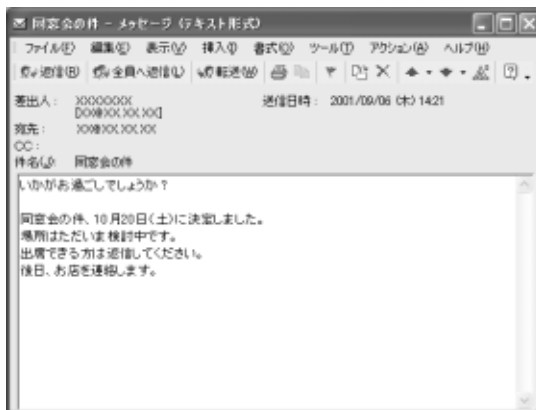 同窓会の件 - メッセージ (テキスト形式)
ファイル(F) 編集(E) 表示(V) 挿入(I) 書式(O) ツール(T) アクション(A) ヘルプ(H)
返信(R) 全員へ返信(L) 転送(W)
差出人： XXXXXXXX 送信日時： 2001/09/06 (木) 14:21
宛先：
CC：
件名(J): 同窓会の件
いかがお過ごしでしょうか？
同窓会の件、10月20日(土)に決定しました。
場所はただいま検討中です。
出席できる方は返信してください。
後日、お店を連絡します。